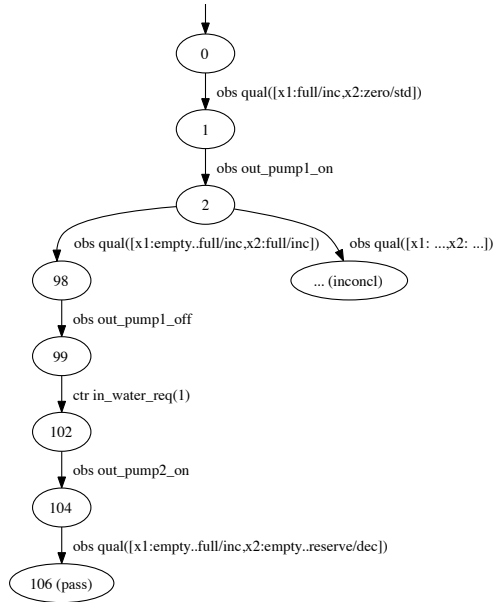 0
obs qual([x1:full/inc,x2:zero/std])
1
obs out_pump1_on
2
obs qual([x1:empty..full/inc,x2:full/inc])
obs qual([x1: ...,x2: ...])
98
... (inconcl)
obs out_pump1_off
99
ctr in_water_req(1)
102
obs out_pump2_on
104
obs qual([x1:empty..full/inc,x2:empty..reserve/dec])
106 (pass)